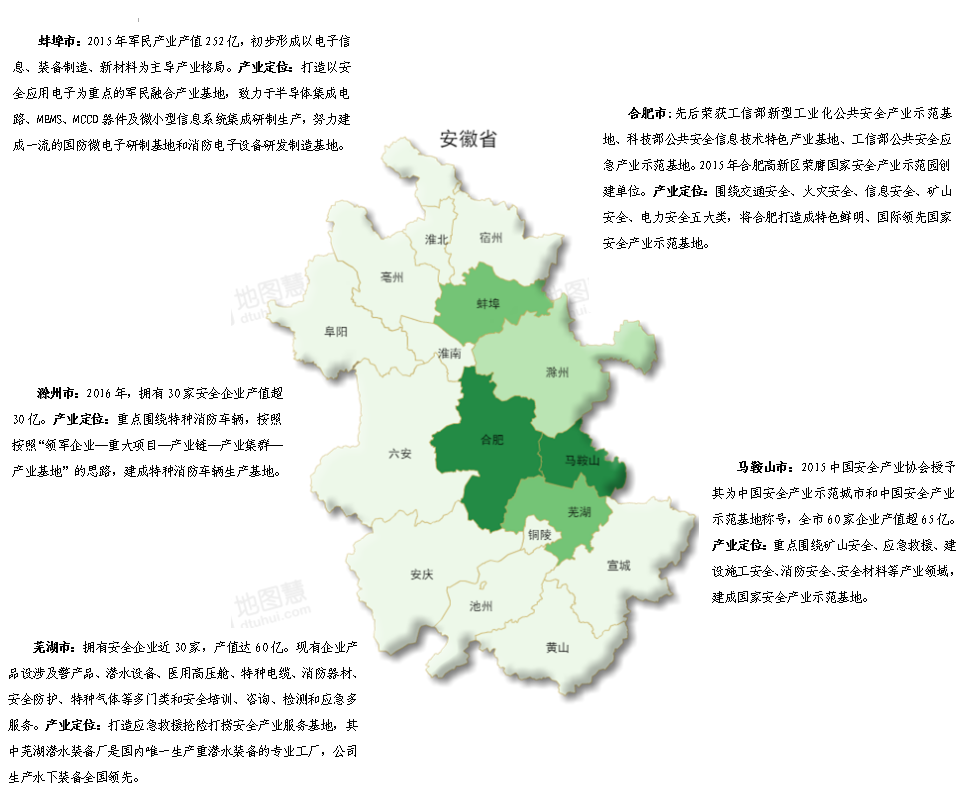 蚌埠市：2015年军民产业产值252亿，初步形成以电子信
息、装备制造、新材料为主导产业格局。产业定位：打造以安
全应用电子为重点的军民融合产业基地，致力于半导体集成电
路、MEMS、MCCD器件及微小型信息系统集成研制生产，努力建
成一流的国防微电子研制基地和消防电子设备研发制造基地。
合肥市：先后荣获工信部新型工业化公共安全产业示范基
地、科技部公共安全信息技术特色产业基地、工信部公共安全应
急产业示范基地。2015年合肥高新区荣膺国家安全产业示范园创
建单位。产业定位：围绕交通安全、火灾安全、信息安全、矿山
安全、电力安全五大类，将合肥打造成特色鲜明、国际领先国家
安全产业示范基地。
安徽省
淮北
宿州
亳州
蚌埠
阜阳
淮南
滁州
合肥
六安
马鞍山
芜湖
铜陵
宣城
安庆
池州
黄山
地图慧
dtuhui.com
地图慧
dtuhui.com
滁州市：2016年，拥有30家安全企业产值超
30亿。产业定位：重点围绕特种消防车辆，按照
按照“领军企业—重大项目—产业链—产业集群—
产业基地”的思路，建成特种消防车辆生产基地。
马鞍山市：2015中国安全产业协会授予
其为中国安全产业示范城市和中国安全产业
示范基地称号，全市60家企业产值超65亿。
产业定位：重点围绕矿山安全、应急救援、建
设施工安全、消防安全、安全材料等产业领域，
建成国家安全产业示范基地。
芜湖市：拥有安全企业近30家，产值达60亿。现有企业产
品设涉及警产品、潜水设备、医用高压舱、特种电缆、消防器材、
安全防护、特种气体等多门类和安全培训、咨询、检测和应急多
服务。产业定位：打造应急救援抢险打捞安全产业服务基地，其
中芜湖潜水装备厂是国内唯一生产重潜水装备的专业工厂，公司
生产水下装备全国领先。